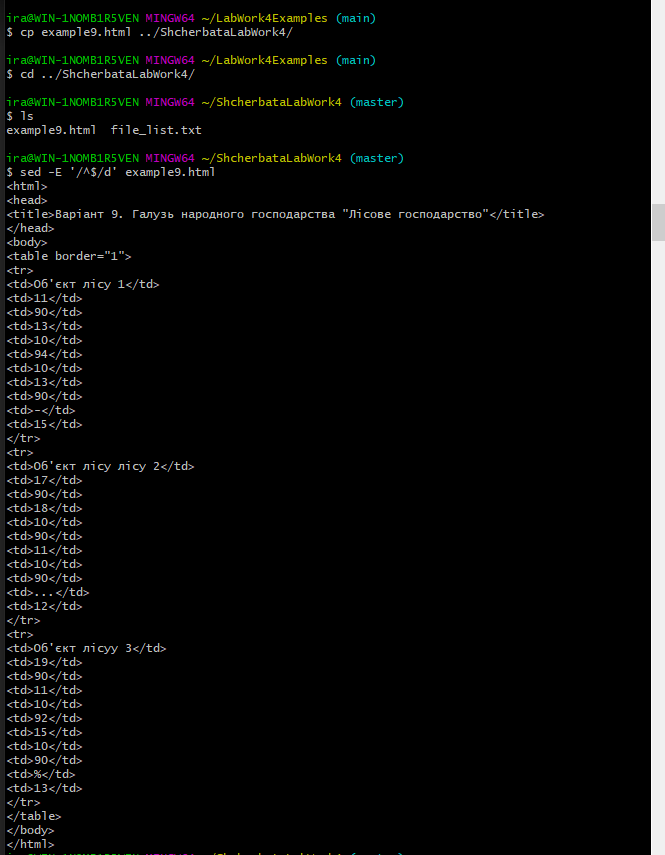 ira@WIN-1NOMB1R5VEN MINGW64 ~/LabWork4Examples (main)
$ cp example9.html ../ShcherbataLabWork4/
ira@WIN-1NOMB1R5VEN MINGW64 ~/LabWork4Examples (main)
$ cd ../ShcherbataLabWork4/
ira@WIN-1NOMB1R5VEN MINGW64 ~/ShcherbataLabWork4 (master)
$ ls
example9.html  file_list.txt
ira@WIN-1NOMB1R5VEN MINGW64 ~/ShcherbataLabWork4 (master)
$ sed -E '/^$/d' example9.html
<html>
<head>
<title>Варіант 9. Галузь народного господарства "Лісове господарство"</title>
</head>
<body>
<table border="1">
<tr>
<td>Об'єкт лісу 1</td>
<td>11</td>
<td>90</td>
<td>13</td>
<td>10</td>
<td>94</td>
<td>10</td>
<td>13</td>
<td>90</td>
<td>-</td>
<td>15</td>
</tr>
<tr>
<td>Об'єкт лісу лісу 2</td>
<td>17</td>
<td>90</td>
<td>18</td>
<td>10</td>
<td>90</td>
<td>11</td>
<td>10</td>
<td>90</td>
<td>...</td>
<td>12</td>
</tr>
<tr>
<td>Об'єкт лісуу 3</td>
<td>19</td>
<td>90</td>
<td>11</td>
<td>10</td>
<td>92</td>
<td>15</td>
<td>10</td>
<td>90</td>
<td>%</td>
<td>13</td>
</tr>
</table>
</body>
</html>